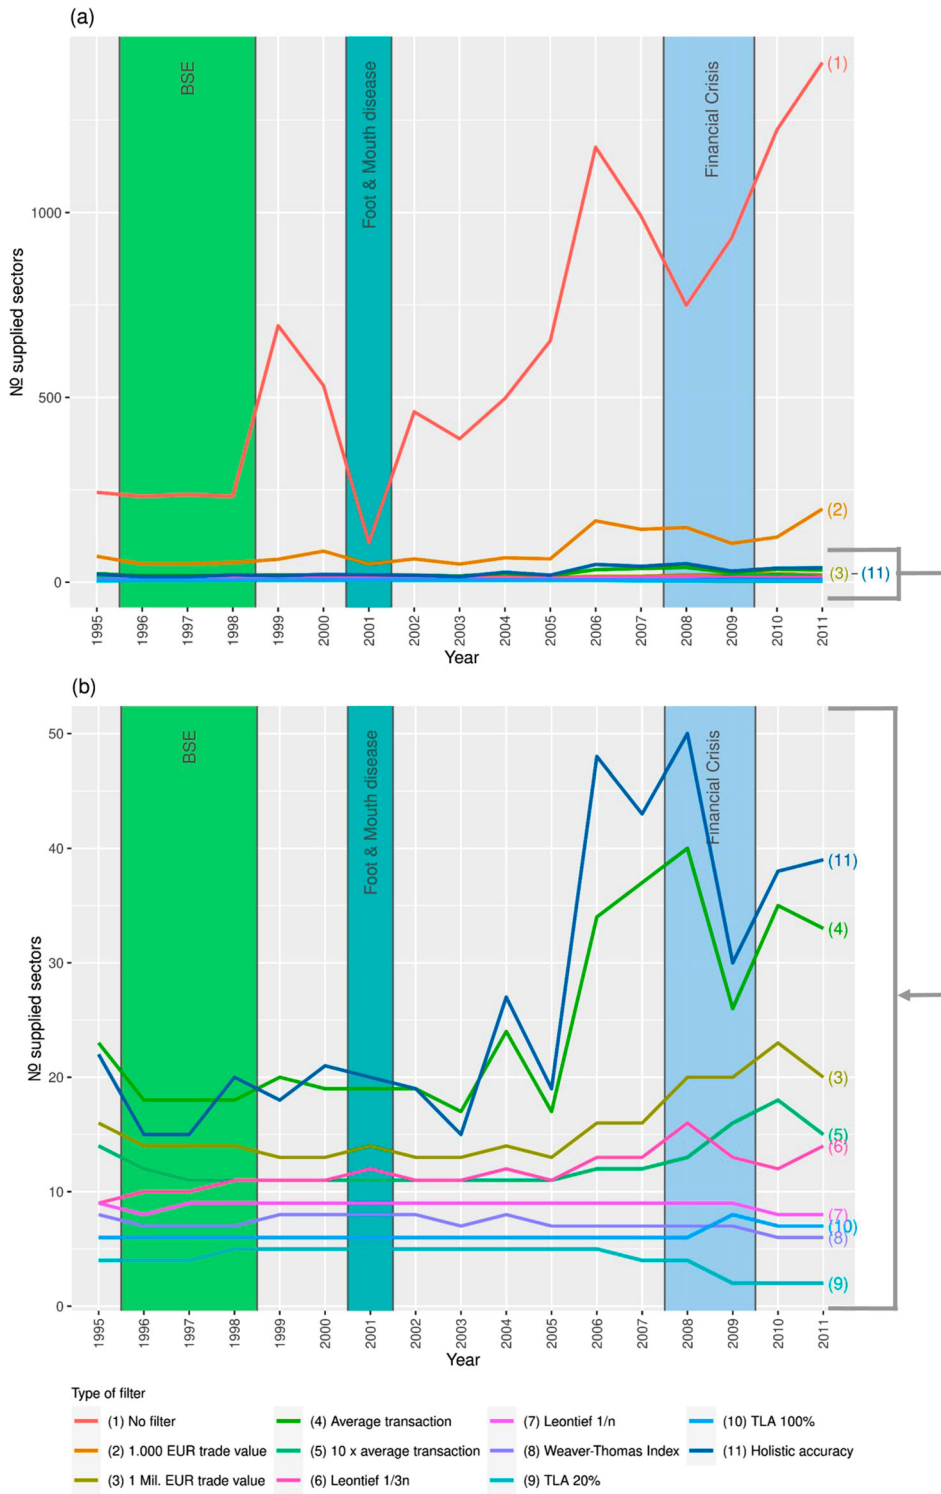 (a)
BSE
Foot & Mouth disease
Financial Crisis
(1)
1000
500
0
(2)
(3) - (11)
Nº supplied sectors
1995 1996 1997 1998 1999 2000 2001 2002 2003 2004 2005 2006 2007 2008 2009 2010 2011
Year
(b)
BSE
Foot & Mouth disease
Financial Crisis
50
40
30
20
10
0
(11)
(4)
(3)
(5)
(6)
(7)
(10)
(8)
(9)
Nº supplied sectors
1995 1996 1997 1998 1999 2000 2001 2002 2003 2004 2005 2006 2007 2008 2009 2010 2011
Year
Type of filter
(1) No filter
(2) 1.000 EUR trade value
(3) 1 Mil. EUR trade value
(4) Average transaction
(5) 10 x average transaction
(6) Leontief 1/3n
(7) Leontief 1/n
(8) Weaver-Thomas Index
(9) TLA 20%
(10) TLA 100%
(11) Holistic accuracy